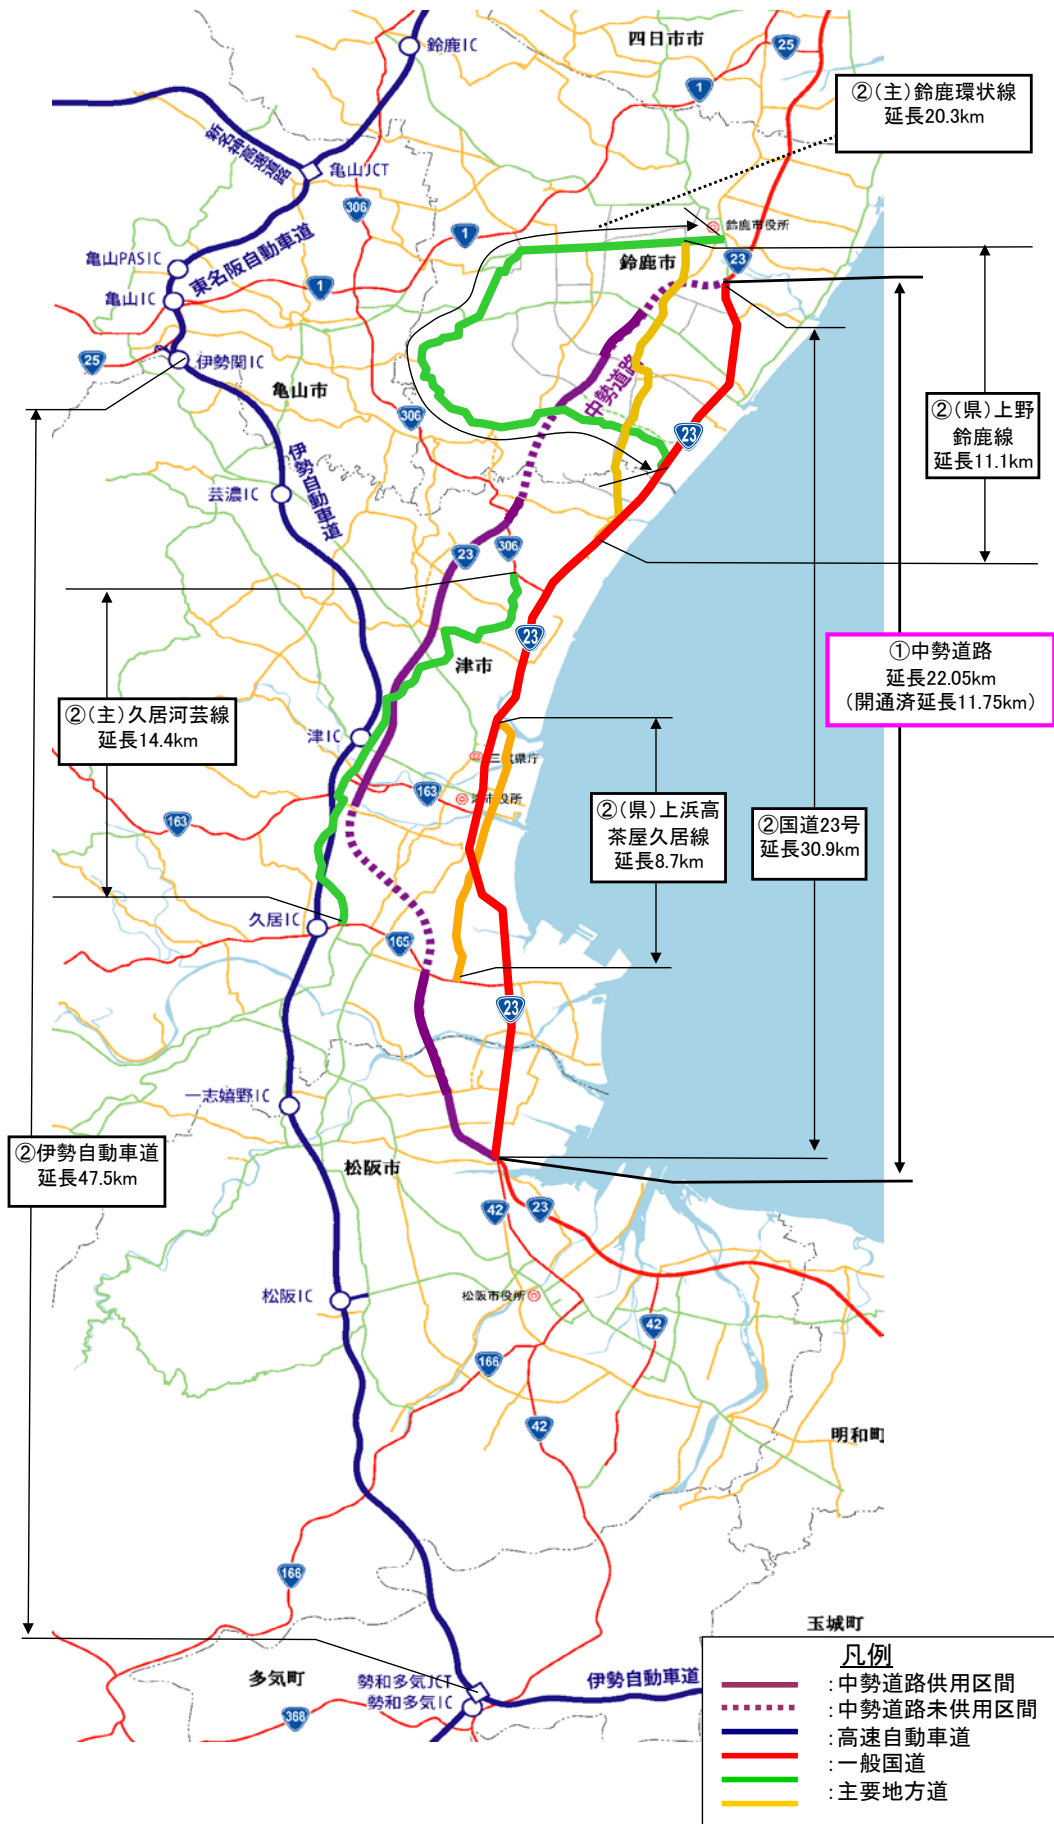 四日市市
鈴鹿IC
25
1
②(主)鈴鹿環状線
延長20.3km
新名神高速道路
亀山JCT
306
1
鈴鹿市役所
鈴鹿市
23
亀山PASIC
東名阪自動車道
1
亀山IC
伊勢関IC
25
亀山市
中勢道路
306
23
②(県)上野
鈴鹿線
延長11.1km
伊勢自動車道
芸濃IC
23
306
23
①中勢道路
延長22.05km
(開通済延長11.75km)
津市
②(主)久居河芸線
延長14.4km
津IC
三重県庁
163
津市役所
163
②(県)上浜高
茶屋久居線
延長8.7km
②国道23号
延長30.9km
久居IC
165
23
一志嬉野IC
②伊勢自動車道
延長47.5km
松阪市
42
23
松阪IC
松阪市役所
42
166
42
明和町
166
玉城町
多気町
勢和多気JCT
勢和多気IC
伊勢自動車道
368
凡例
:中勢道路供用区間
:中勢道路未供用区間
:高速自動車道
:一般国道
:主要地方道